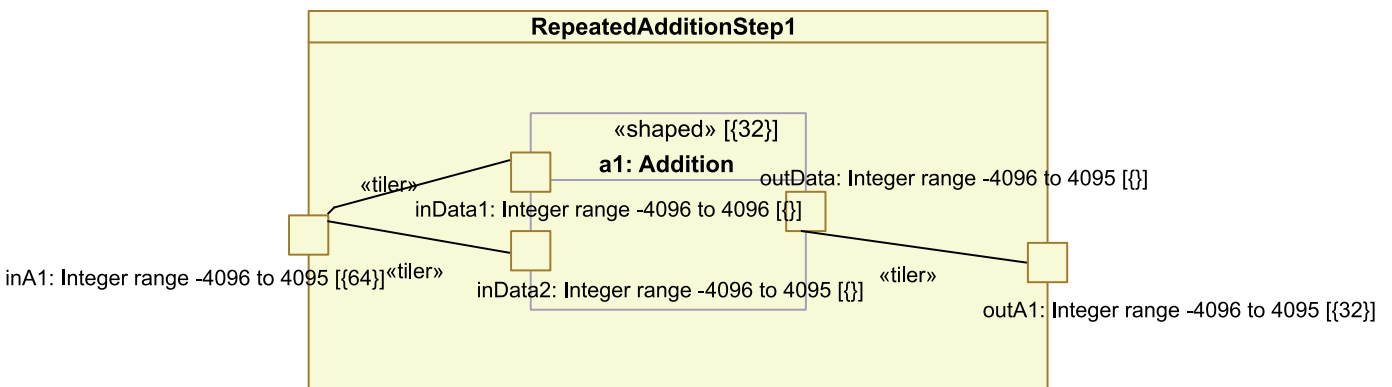 RepeatedAdditionStep1
«shaped» [{32}]
a1: Addition
«tiler»
outData: Integer range -4096 to 4095 [{}]
inData1: Integer range -4096 to 4096 [{}]
inA1: Integer range -4096 to 4095 [{64}]
«tiler»
«tiler»
inData2: Integer range -4096 to 4095 [{}]
outA1: Integer range -4096 to 4095 [{32}]